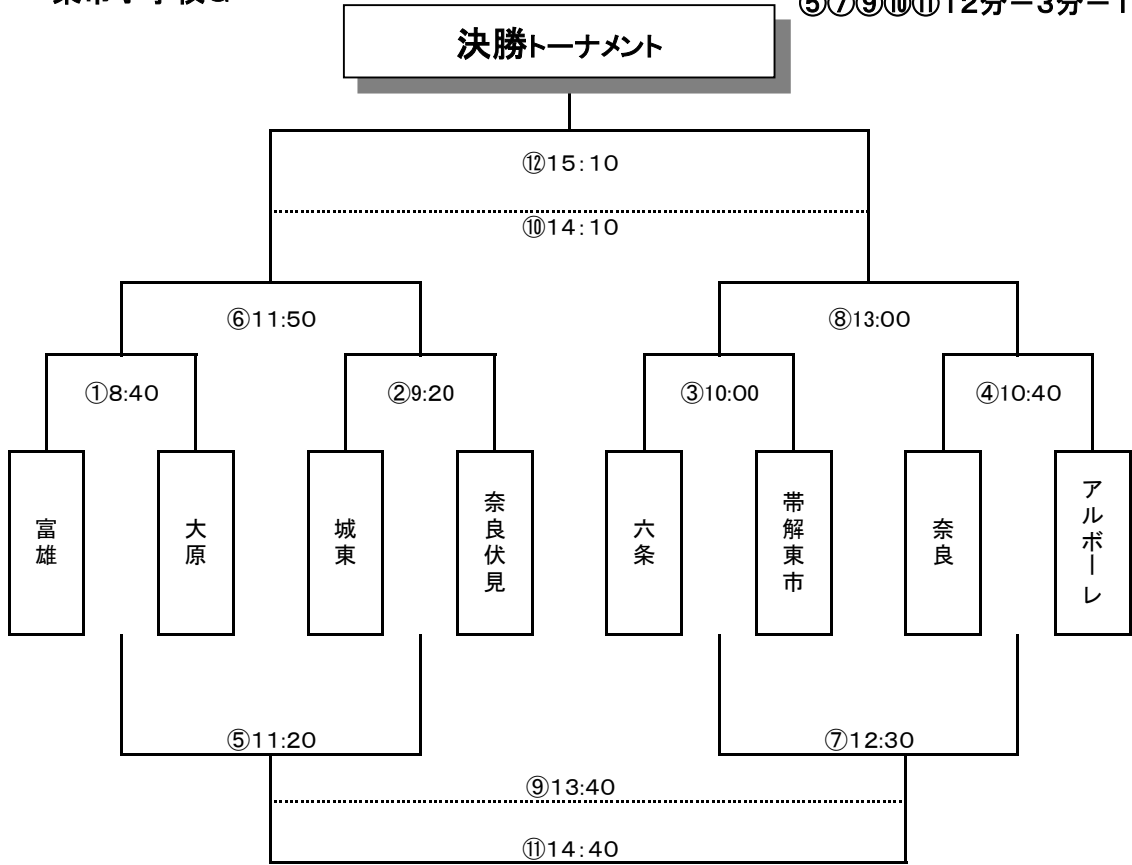 ⑤⑦⑨⑩⑪12分－3分－1
決勝トーナメント
⑫15:10
⑩14:10
⑥11:50
⑧13:00
①8:40
②9:20
③10:00
④10:40
富雄
大原
城東
奈良伏見
六条
帯解東市
奈良
アルボーレ
⑤11:20
⑦12:30
⑨13:40
⑪14:40